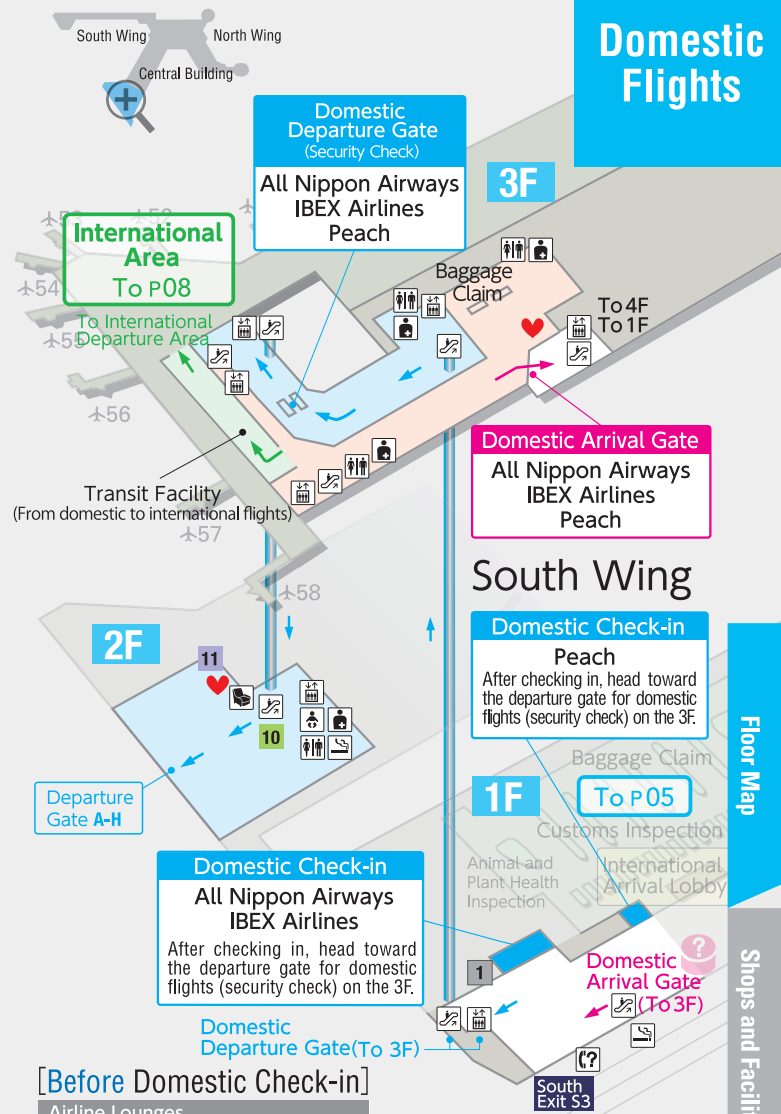 South Wing
North Wing
Central Building
Domestic
Flights
Domestic
Departure Gate
(Security Check)
All Nippon Airways
IBEX Airlines
Peach
3F
International
Area
To P08
54
To International
Departure Area
55
56
57
58
Baggage
Claim
To 4F
To 1F
Domestic Arrival Gate
All Nippon Airways
IBEX Airlines
Peach
Transit Facility
(From domestic to international flights)
South Wing
2F
11
10
Departure
Gate A-H
Domestic Check-in
Peach
After checking in, head toward
the departure gate for domestic
flights (security check) on the 3F.
Floor Map
Baggage Claim
1F
To P05
Customs Inspection
Animal and
Plant Health
Inspection
International
Arrival Lobby
Domestic Check-in
All Nippon Airways
IBEX Airlines
After checking in, head toward
the departure gate for domestic
flights (security check) on the 3F.
1
Domestic
Arrival Gate
(To 3F)
?
Domestic
Departure Gate(To 3F)
?
South
Exit S3
Shops and Facili
[Before Domestic Check-in]
Airline Lounges